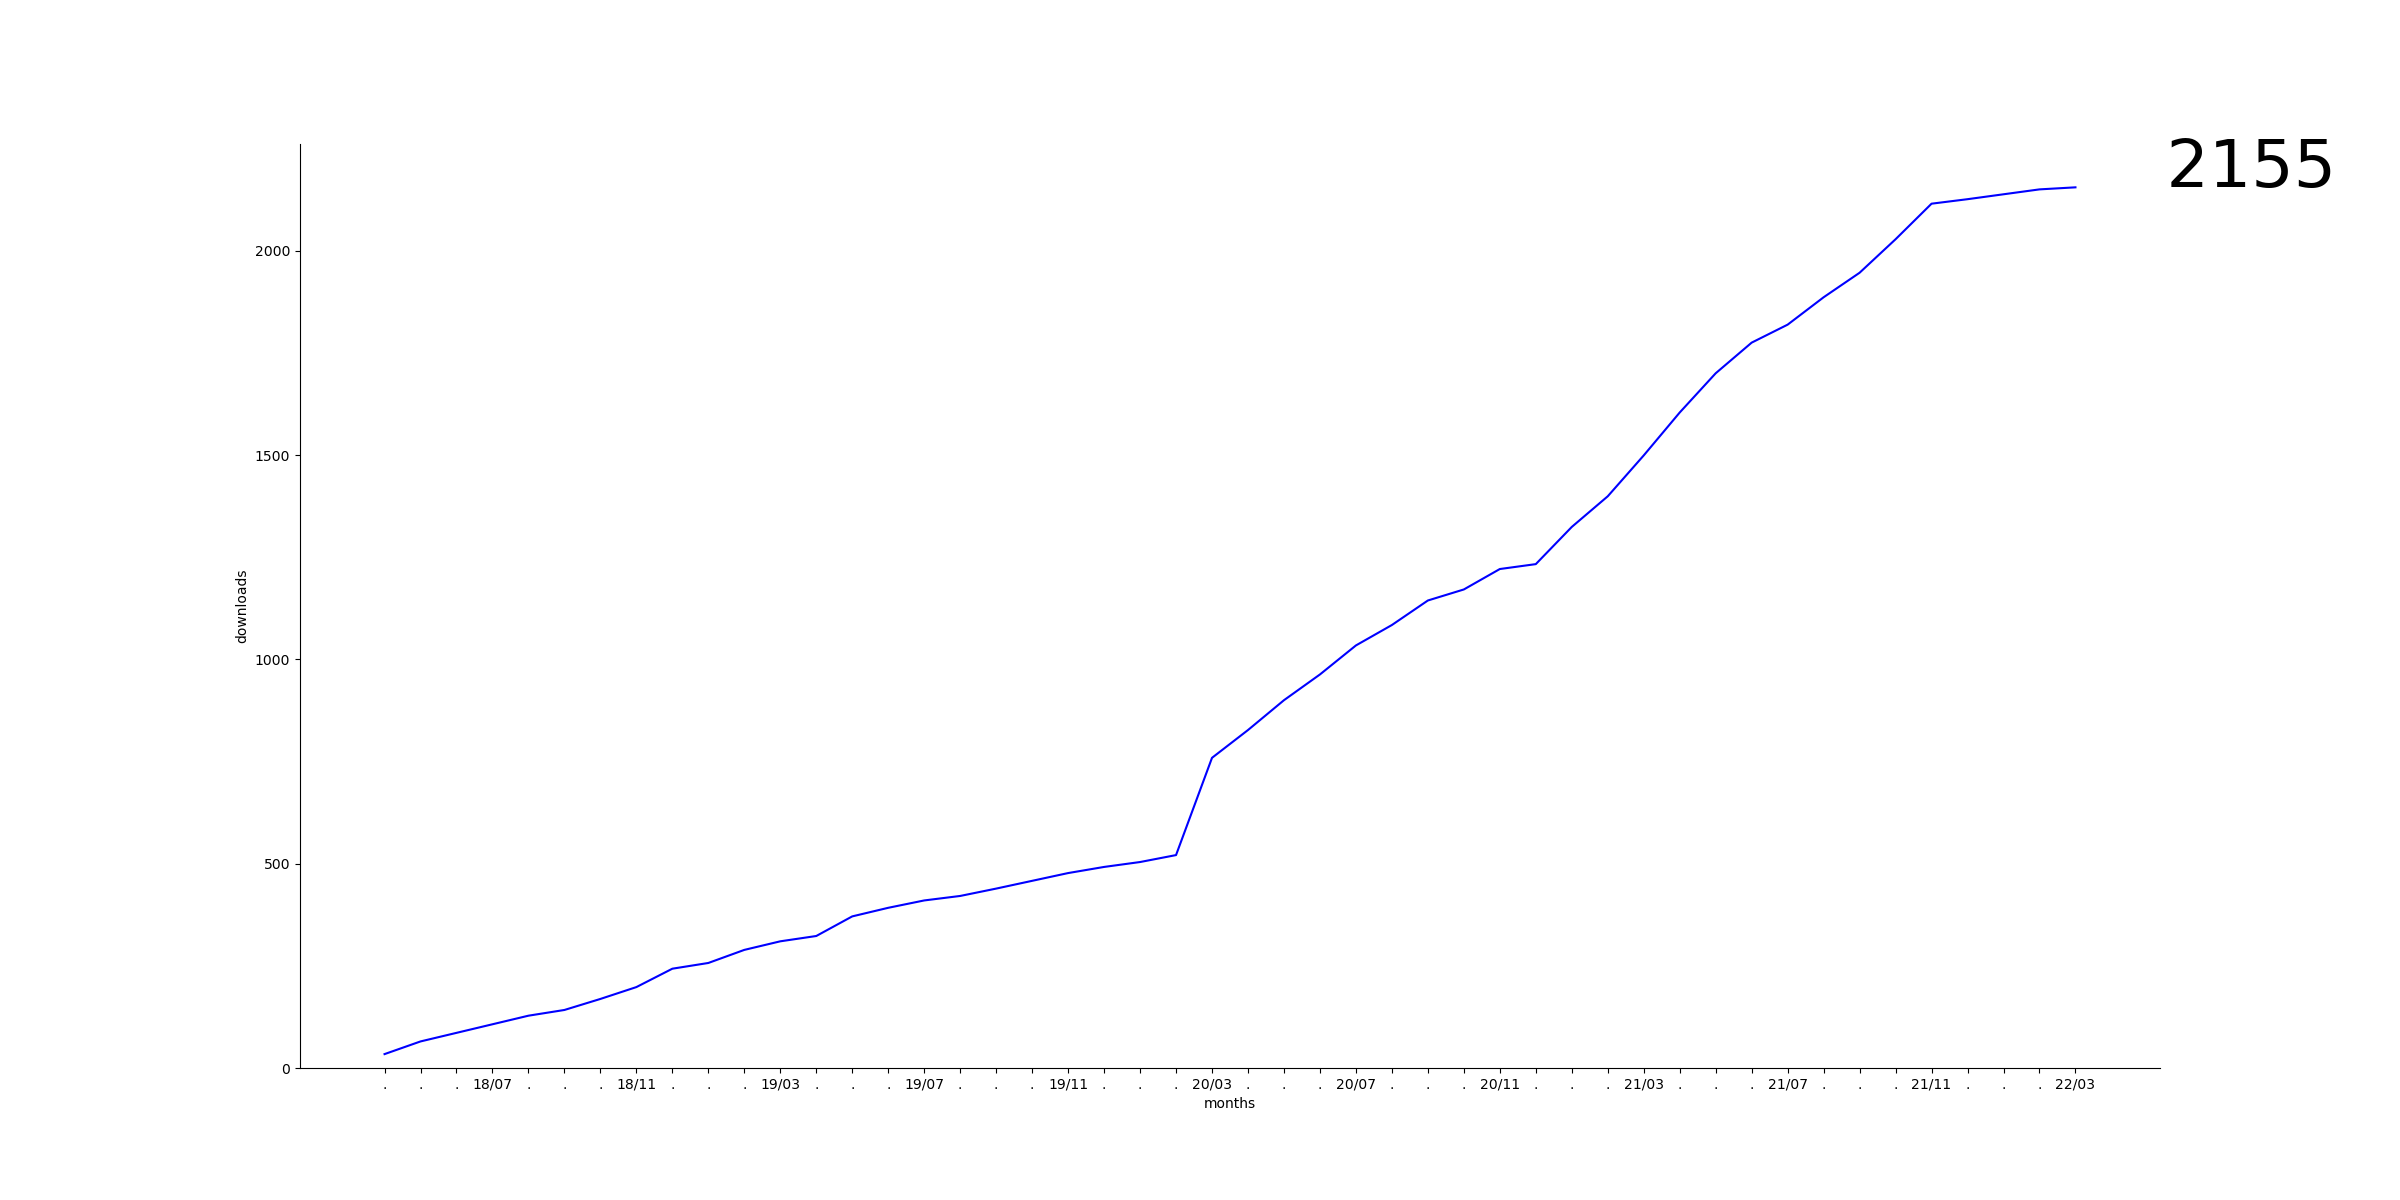 2155
2000
1500
1000
500
0
downloads
. . . 18/07 . . . 18/11 . . . 19/03 . . . 19/07 . . . 19/11 . . . 20/03 . . . 20/07 . . . 20/11 . . . 21/03 . . . 21/07 . . . 21/11 . . . 22/03
months